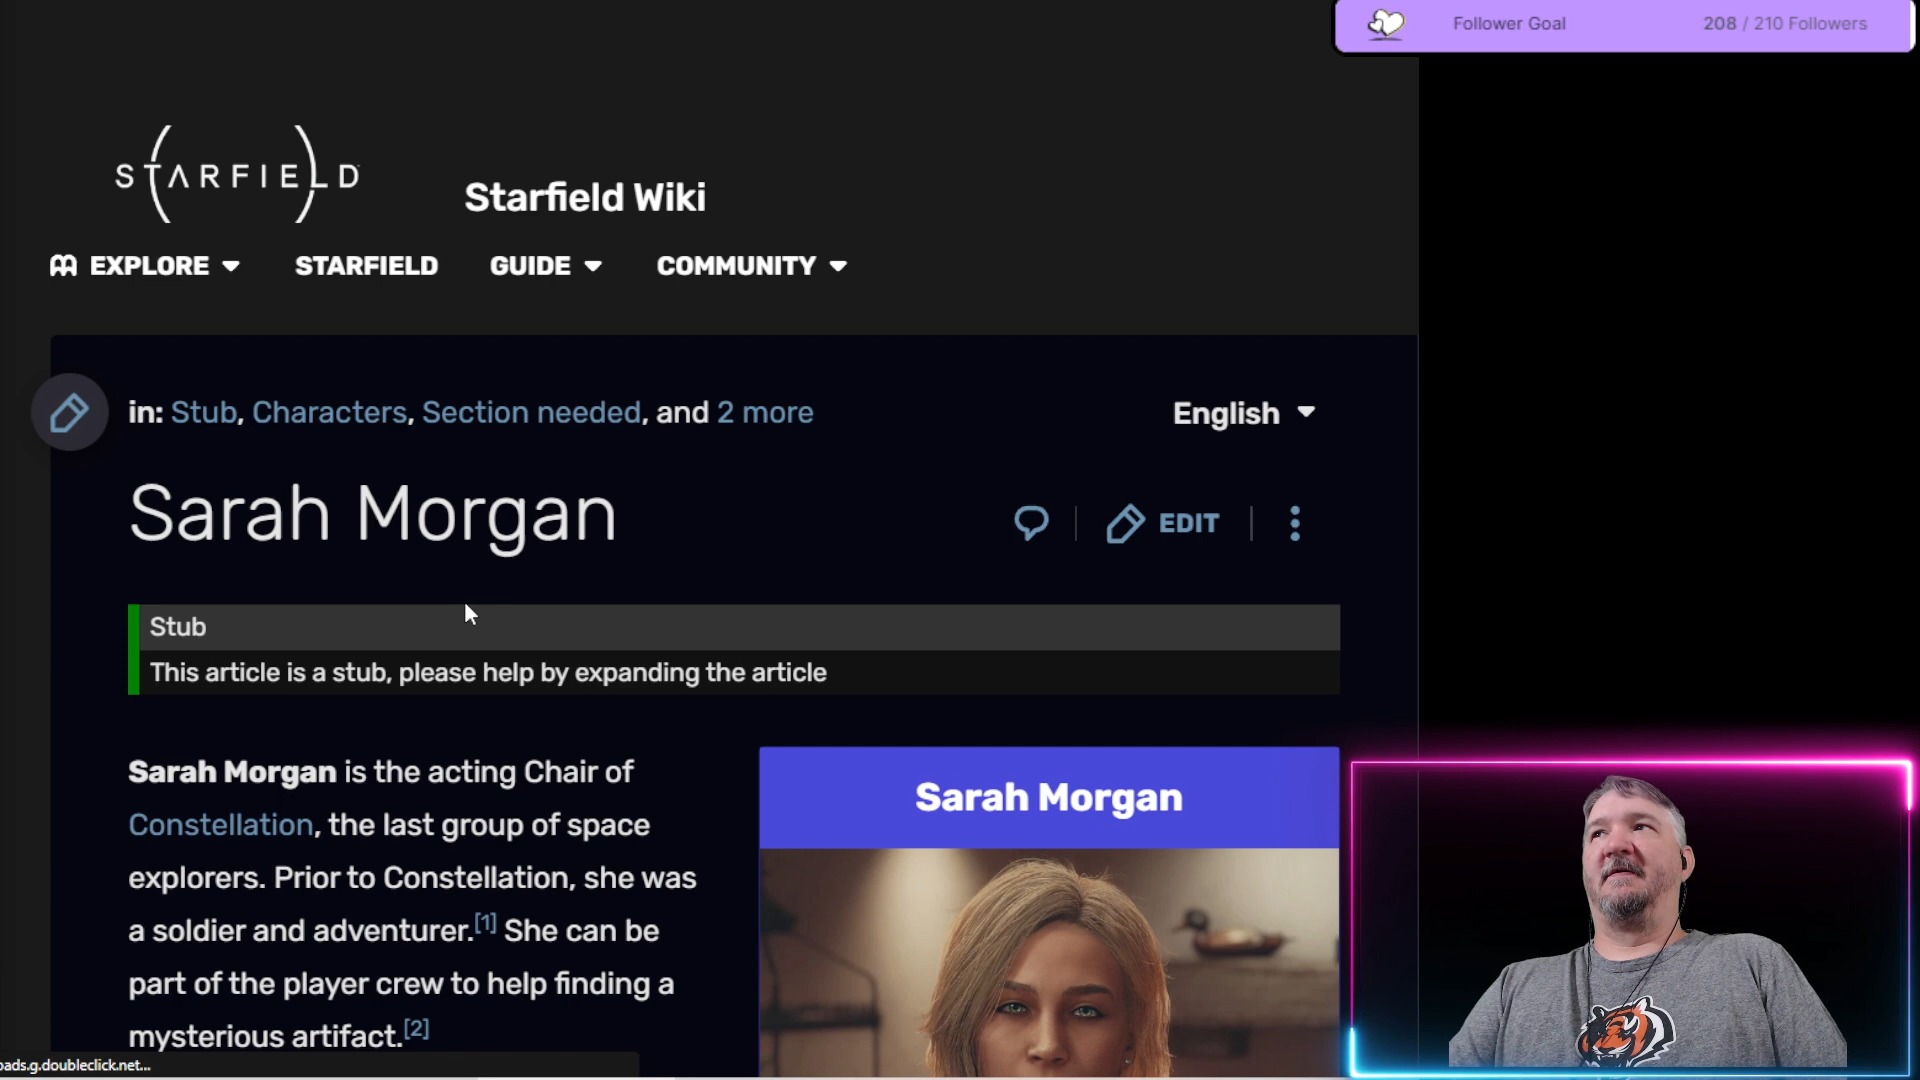 Follower Goal 208 / 210 Followers
STARFIELD
Starfield Wiki
EXPLORE STARFIELD GUIDE COMMUNITY
in: Stub, Characters, Section needed, and 2 more
English
Sarah Morgan
EDIT
Stub
This article is a stub, please help by expanding the article
Sarah Morgan is the acting Chair of
Constellation, the last group of space
explorers. Prior to Constellation, she was
a soldier and adventurer.[1] She can be
part of the player crew to help finding a
mysterious artifact.[2]
Sarah Morgan
oads.g.doubleclick.net...